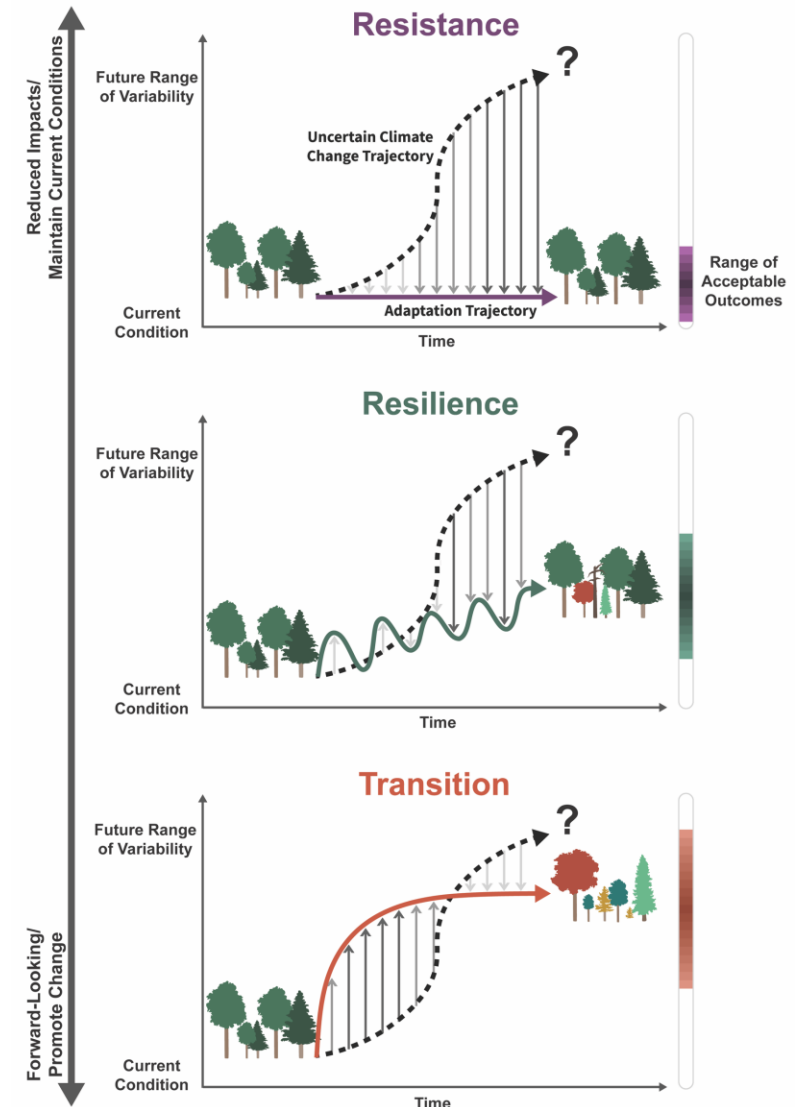 Reduced Impacts/
Maintain Current Conditions
Resistance
Future Range
of Variability
?
Uncertain Climate
Change Trajectory
Adaptation Trajectory
Current
Condition
Time
Range of
Acceptable
Outcomes
Resilience
Future Range
of Variability
?
Current
Condition
Time
Transition
Future Range
of Variability
?
Current
Condition
Time
Forward-Looking/
Promote Change